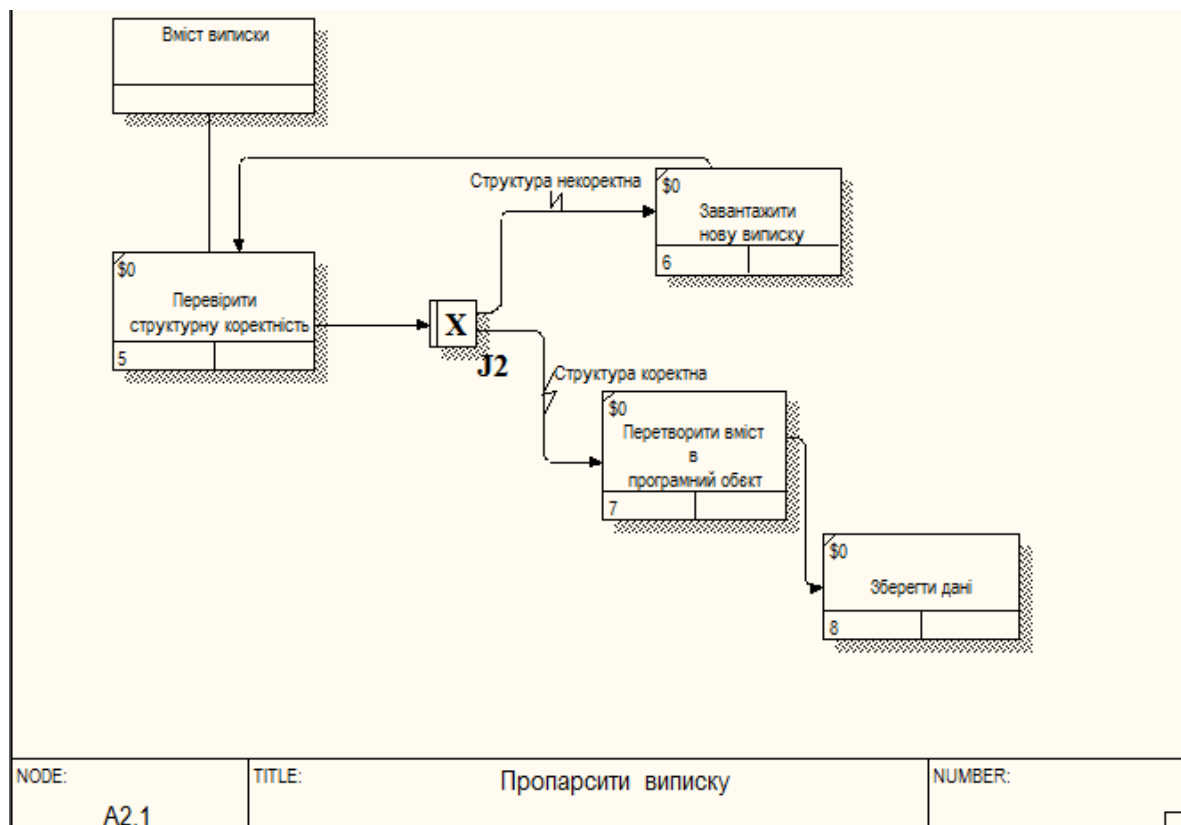 Вміст виписки
Структура некоректна
$0
Завантажити
нову виписку
6
$0
Перевірити
структурну коректність
5
X
J2
Структура коректна
$0
Перетворити вміст
в
програмний обєкт
7
$0
Зберегти дані
8
NODE:
A2.1
TITLE:
Пропарсити виписку
NUMBER: